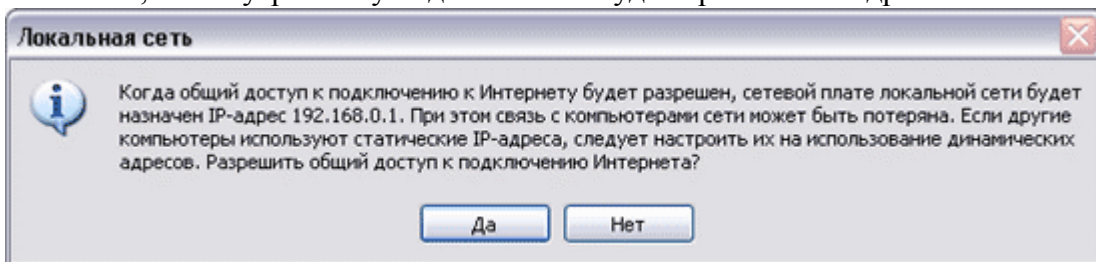 Локальная сеть
Когда общий доступ к подключению к Интернету будет разрешен, сетевой плате локальной сети будет
назначен IP-адрес 192.168.0.1. При этом связь с компьютерами сети может быть потеряна. Если другие
компьютеры используют статические IP-адреса, следует настроить их на использование динамических
адресов. Разрешить общий доступ к подключению Интернета?
Да Нет